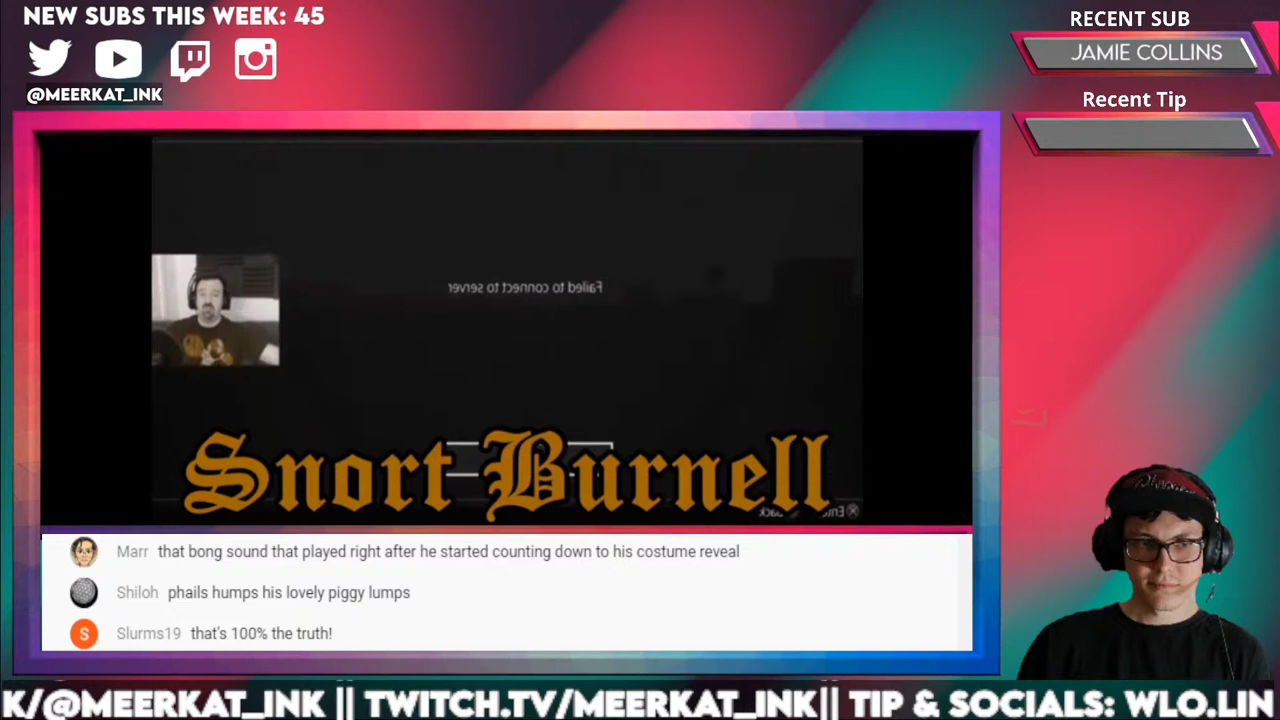 NEW SUBS THIS WEEK: 45
@MEERKAT_INK
RECENT SUB
JAMIE COLLINS
Recent Tip
Failed to connect to server
Snort Burnell
Marr that bong sound that played right after he started counting down to his costume reveal
Shiloh phails humps his lovely piggy lumps
S Slurms19 that's 100% the truth!
K/@MEERKAT_INK || TWITCH.TV/MEERKAT_INK|| TIP & SOCIALS: WLO.LIN